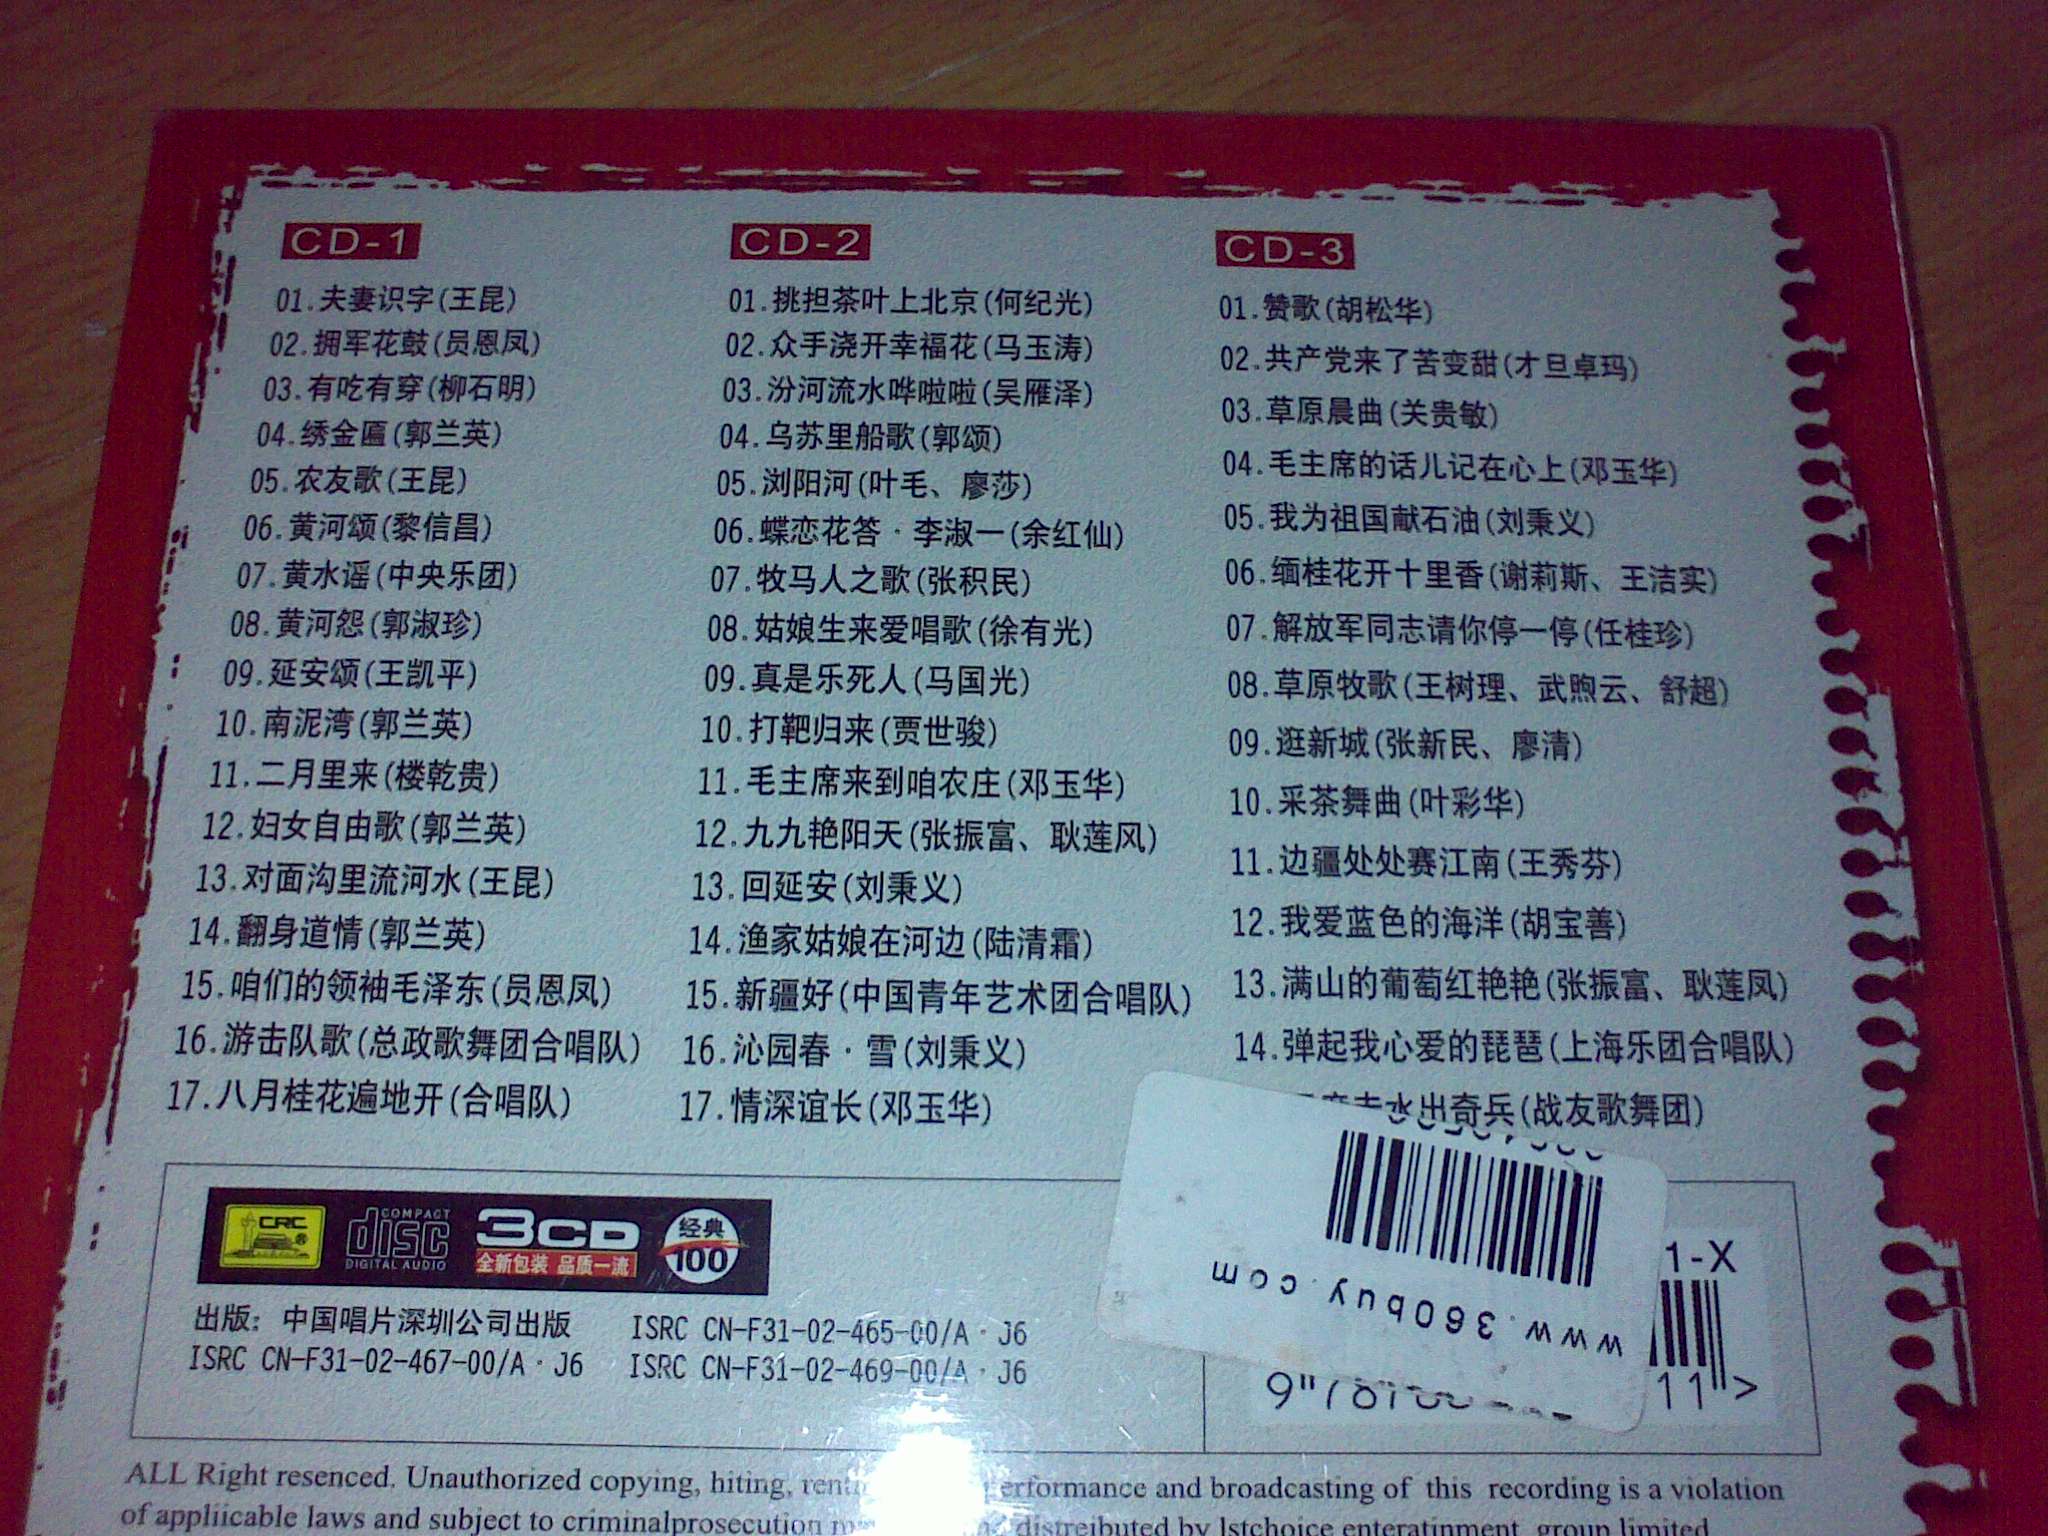 CD-1
01.夫妻识字(王昆)
02.拥军花鼓(员恩凤)
03.有吃有穿(柳石明)
04.绣金匾(郭兰英)
05.农友歌(王昆)
06.黄河颂(黎信昌)
07.黄水谣(中央乐团)
08.黄河怨(郭淑珍)
09.延安颂(王凯平)
10.南泥湾(郭兰英)
11.二月里来(楼乾贵)
12.妇女自由歌(郭兰英)
13.对面沟里流河水(王昆)
14.翻身道情(郭兰英)
15.咱们的领袖毛泽东(员恩凤)
16.游击队歌(总政歌舞团合唱队)
17.八月桂花遍地开(合唱队)
CD-2
01.挑担茶叶上北京(何纪光)
02.众手浇开幸福花(马玉涛)
03.汾河流水哗啦啦(吴雁泽)
04.乌苏里船歌(郭颂)
05.浏阳河(叶毛、廖莎)
06.蝶恋花答·李淑一(余红仙)
07.牧马人之歌(张积民)
08.姑娘生来爱唱歌(徐有光)
09.真是乐死人(马国光)
10.打靶归来(贾世骏)
11.毛主席来到咱农庄(邓玉华)
12.九九艳阳天(张振富、耿莲风)
13.回延安(刘秉义)
14.渔家姑娘在河边(陆清霜)
15.新疆好(中国青年艺术团合唱队)
16.沁园春·雪(刘秉义)
17.情深谊长(邓玉华)
CD-3
01.赞歌(胡松华)
02.共产党来了苦变甜(才旦卓玛)
03.草原晨曲(关贵敏)
04.毛主席的话儿记在心上(邓玉华)
05.我为祖国献石油(刘秉义)
06.缅桂花开十里香(谢莉斯、王洁实)
07.解放军同志请你停一停(任桂珍)
08.草原牧歌(王树理、武煦云、舒超)
09.逛新城(张新民、廖清)
10.采茶舞曲(叶彩华)
11.边疆处处赛江南(王秀芬)
12.我爱蓝色的海洋(胡宝善)
13.满山的葡萄红艳艳(张振富、耿莲凤)
14.弹起我心爱的琵琶(上海乐团合唱队)
水出奇兵(战友歌舞团)
www.360buy.com
1-X
11>
CRC
COMPACT
disc
DIGITAL AUDIO
3CD
全新包装 品质一流
经典
100
出版：中国唱片深圳公司出版
ISRC CN-F31-02-465-00/A·J6
ISRC CN-F31-02-467-00/A·J6
ISRC CN-F31-02-469-00/A·J6
ALL Right resenced. Unauthorized copying, hiting, and broadcasting of this recording is a violation
of appliicable laws and subject to criminalprosecution distreibuted by lstchoice enteratinment group limited